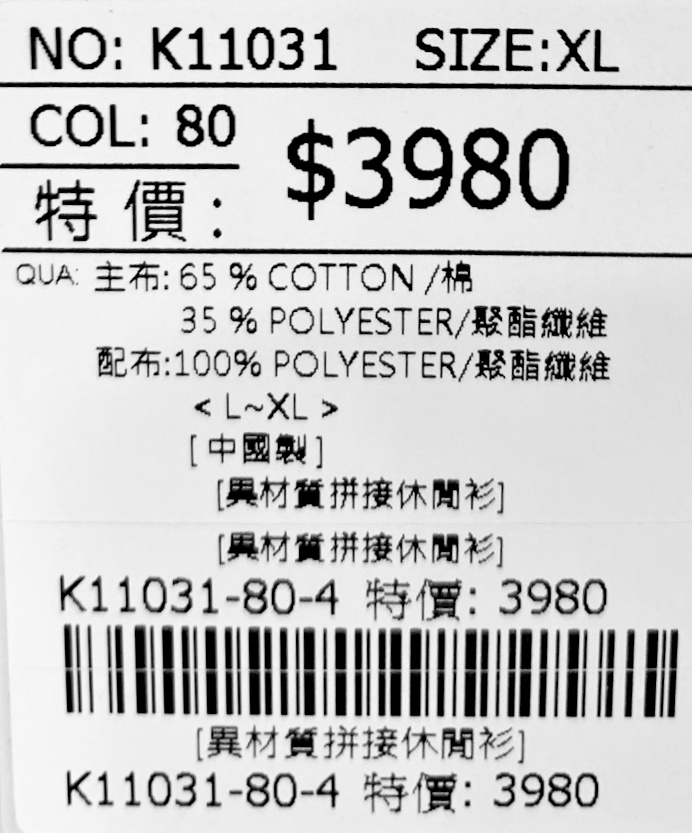 NO: K11031 SIZE:XL
COL: 80
$3980
特 價:
QUA: 主布: 65 % COTTON /棉
35 % POLYESTER/聚酯纖維
配布:100% POLYESTER/聚酯纖維
< L~XL >
[ 中國製 ]
[異材質拼接休閒衫]
[異材質拼接休閒衫]
K11031-80-4 特價: 3980
[異材質拼接休閒衫]
K11031-80-4 特價: 3980